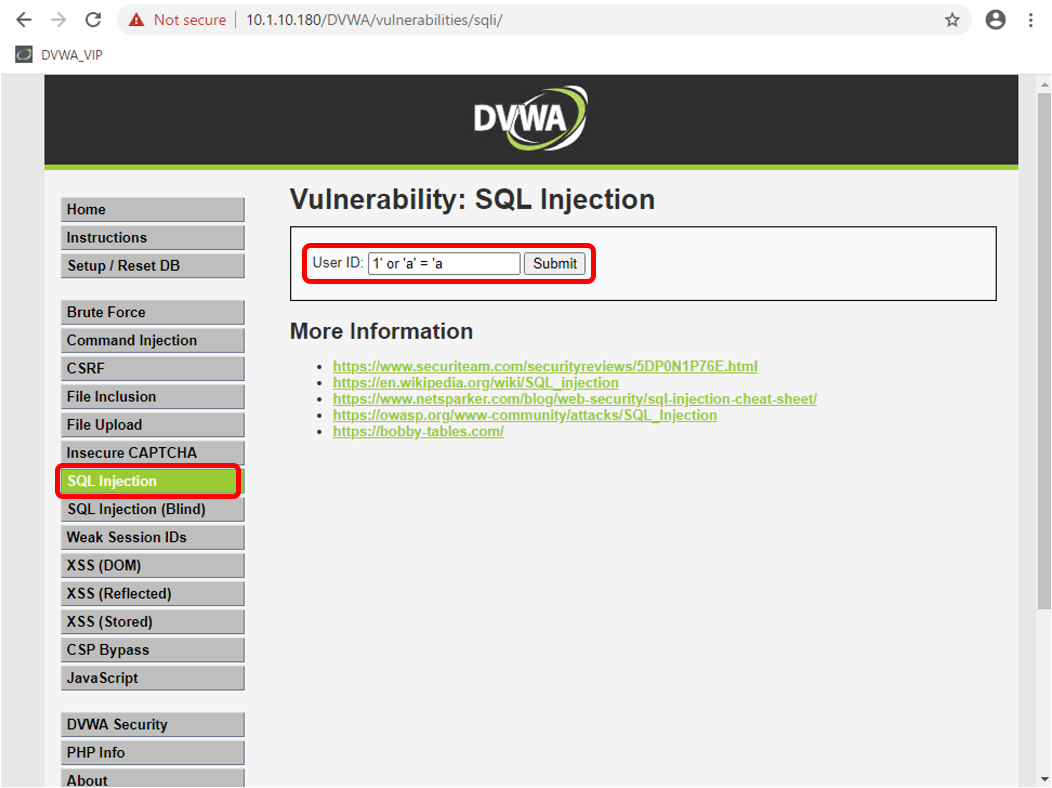 Not secure | 10.1.10.180/DVWA/vulnerabilities/sqli/
DVWA_VIP
DVWA
Home
Instructions
Setup / Reset DB
Brute Force
Command Injection
CSRF
File Inclusion
File Upload
Insecure CAPTCHA
SQL Injection
SQL Injection (Blind)
Weak Session IDs
XSS (DOM)
XSS (Reflected)
XSS (Stored)
CSP Bypass
JavaScript
DVWA Security
PHP Info
About
Vulnerability: SQL Injection
User ID: 1' or 'a' = 'a Submit
More Information
• https://www.securiteam.com/securityreviews/5DP0N1P76E.html
• https://en.wikipedia.org/wiki/SQL_injection
• https://www.netsparker.com/blog/web-security/sql-injection-cheat-sheet/
• https://owasp.org/www-community/attacks/SQL_Injection
• https://bobby-tables.com/